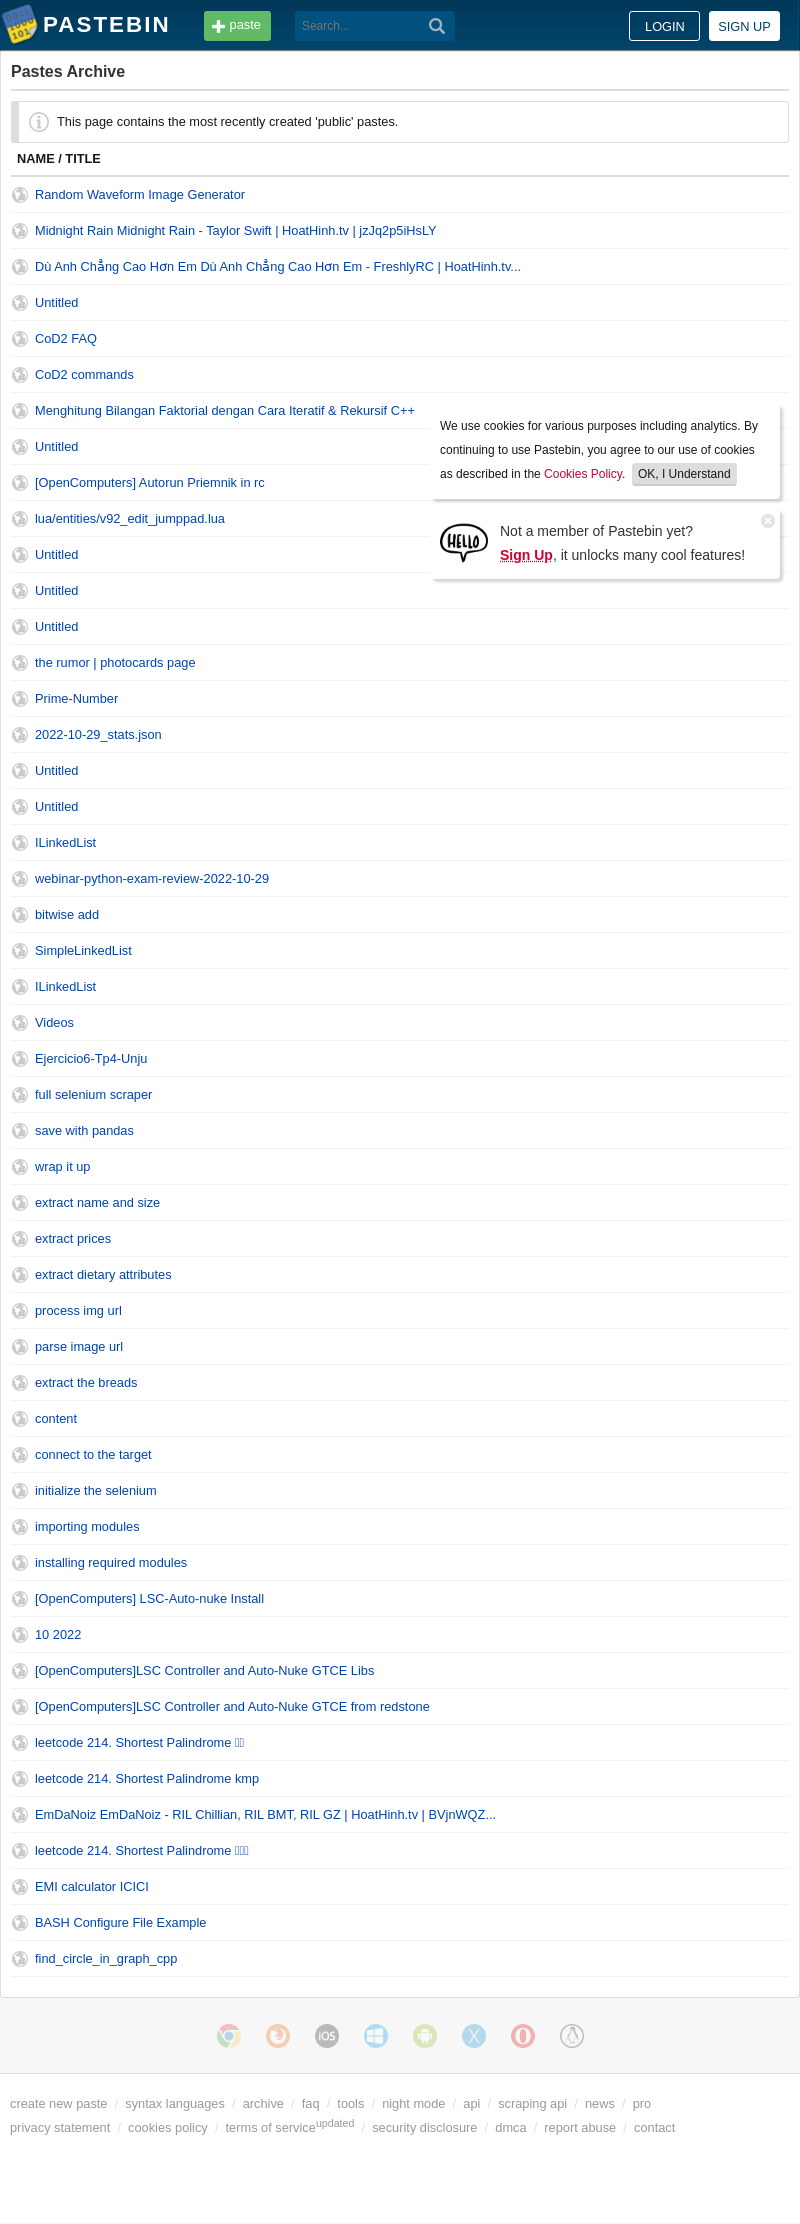 PASTEBIN
paste
Search...
LOGIN
SIGN UP
Pastes Archive
This page contains the most recently created 'public' pastes.
NAME / TITLE
Random Waveform Image Generator
Midnight Rain Midnight Rain - Taylor Swift | HoatHinh.tv | jzJq2p5iHsLY
Dù Anh Chẳng Cao Hơn Em Dù Anh Chẳng Cao Hơn Em - FreshlyRC | HoatHinh.tv...
Untitled
CoD2 FAQ
CoD2 commands
Menghitung Bilangan Faktorial dengan Cara Iteratif & Rekursif C++
Untitled
[OpenComputers] Autorun Priemnik in rc
lua/entities/v92_edit_jumppad.lua
Untitled
Untitled
Untitled
the rumor | photocards page
Prime-Number
2022-10-29_stats.json
Untitled
Untitled
ILinkedList
webinar-python-exam-review-2022-10-29
bitwise add
SimpleLinkedList
ILinkedList
Videos
Ejercicio6-Tp4-Unju
full selenium scraper
save with pandas
wrap it up
extract name and size
extract prices
extract dietary attributes
process img url
parse image url
extract the breads
content
connect to the target
initialize the selenium
importing modules
installing required modules
[OpenComputers] LSC-Auto-nuke Install
10 2022
[OpenComputers]LSC Controller and Auto-Nuke GTCE Libs
[OpenComputers]LSC Controller and Auto-Nuke GTCE from redstone
leetcode 214. Shortest Palindrome
leetcode 214. Shortest Palindrome kmp
EmDaNoiz EmDaNoiz - RIL Chillian, RIL BMT, RIL GZ | HoatHinh.tv | BVjnWQZ...
leetcode 214. Shortest Palindrome
EMI calculator ICICI
BASH Configure File Example
find_circle_in_graph_cpp
We use cookies for various purposes including analytics. By
continuing to use Pastebin, you agree to our use of cookies
as described in the Cookies Policy. OK, I Understand
HELLO
Not a member of Pastebin yet?
Sign Up, it unlocks many cool features!
iOS
create new paste / syntax languages / archive / faq / tools / night mode / api / scraping api / news / pro
privacy statement / cookies policy / terms of service updated / security disclosure / dmca / report abuse / contact